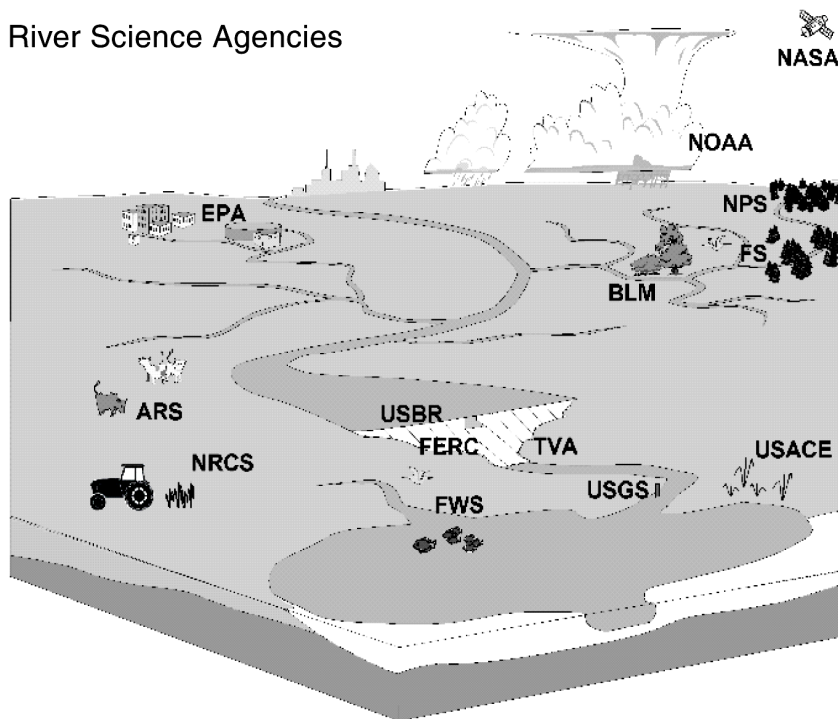 River Science Agencies
NASA
NOAA
NPS
EPA
FS
BLM
ARS
USBR
FERC
TVA
USACE
NRCS
USGS
FWS